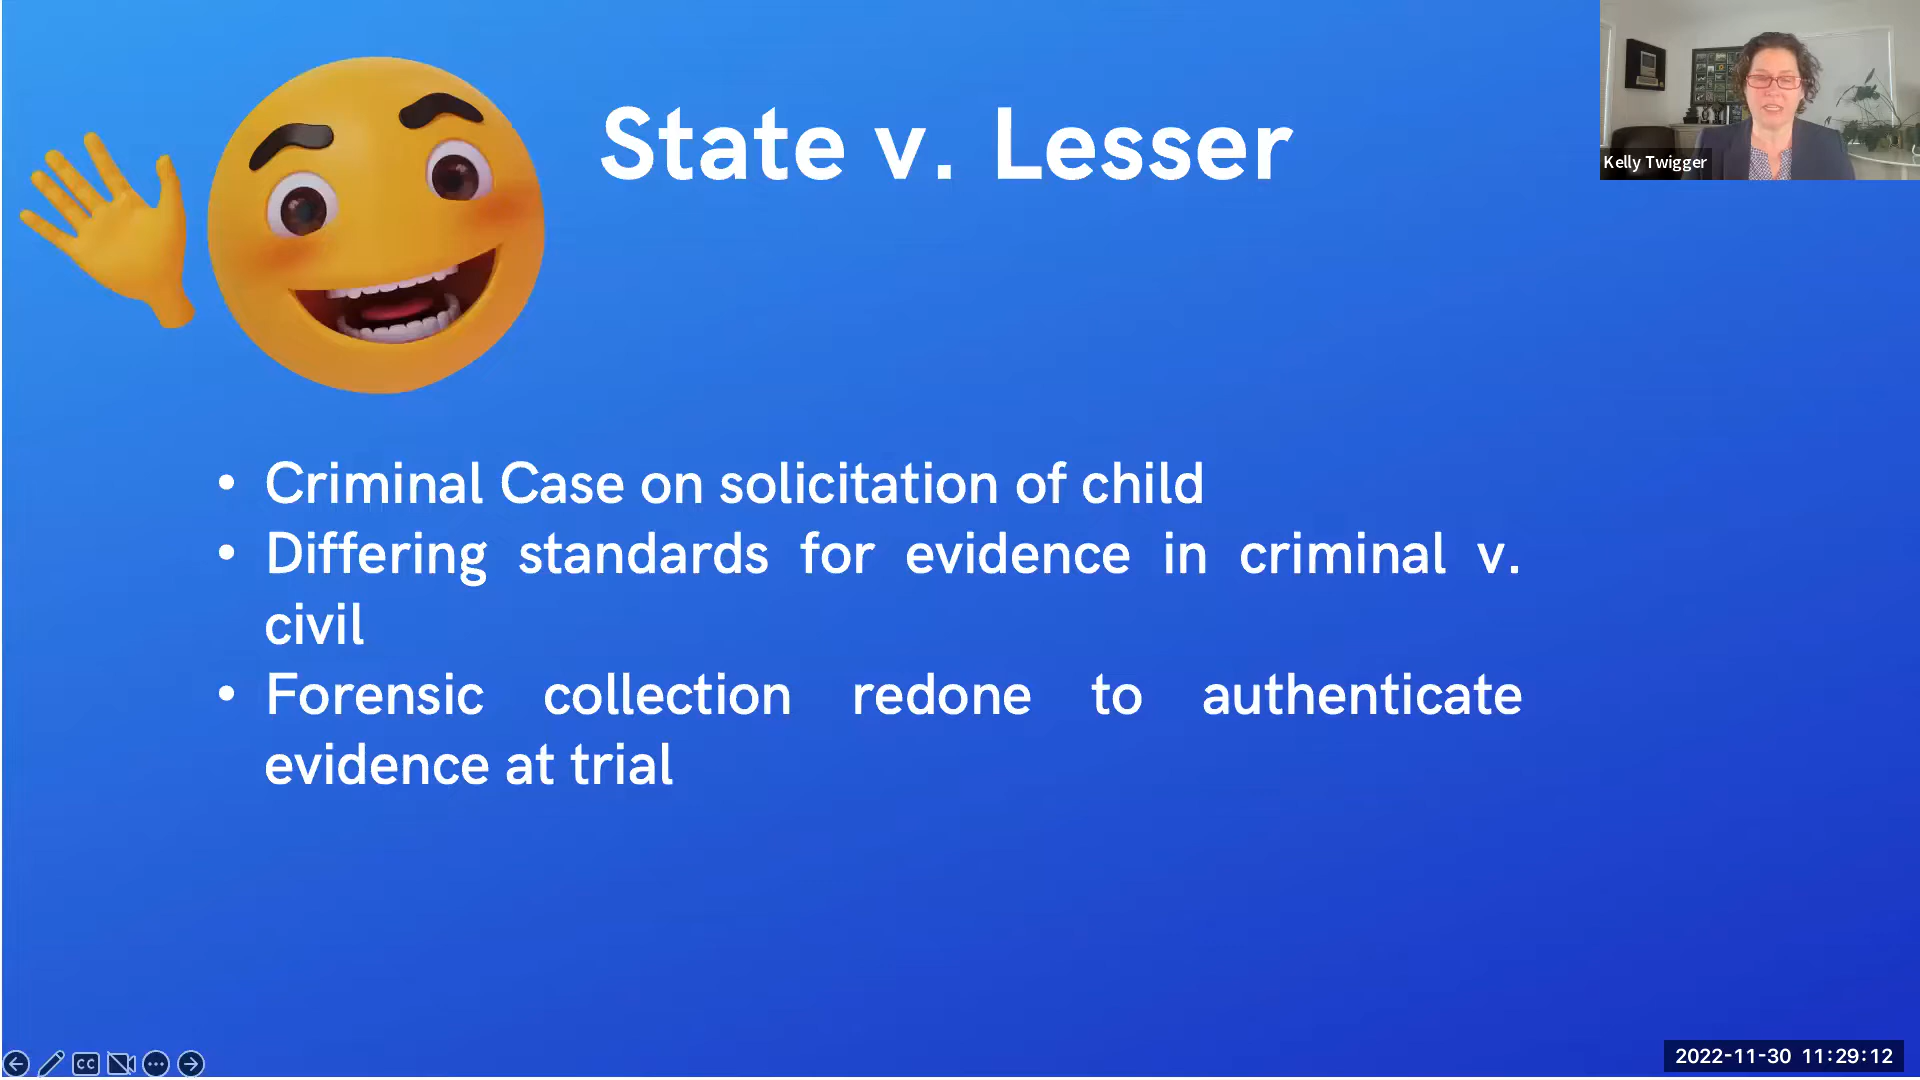 State v. Lesser
Kelly Twigger
• Criminal Case on solicitation of child
• Differing standards for evidence in criminal v.
civil
• Forensic collection redone to authenticate
evidence at trial
CC
2022-11-30 11:29:12